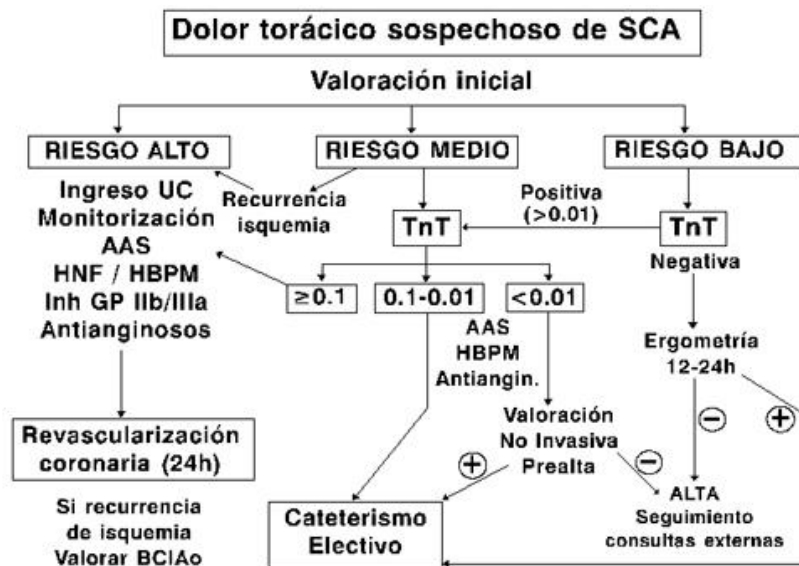 Dolor torácico sospechoso de SCA
Valoración inicial
RIESGO ALTO
RIESGO MEDIO
RIESGO BAJO
Ingreso UC
Monitorización
AAS
HNF / HBPM
Inh GP IIb/IIIa
Antianginosos
Recurrencia
isquemia
TnT
Positiva
(>0.01)
TnT
Negativa
≥0.1
0.1-0.01
<0.01
AAS
HBPM
Antiangin.
Ergometría
12-24h
Revascularización
coronaria (24h)
Valoración
No Invasiva
Prealta
+
−
−
+
Si recurrencia
de isquemia
Valorar BCIAo
Cateterismo
Electivo
ALTA
Seguimiento
consultas externas